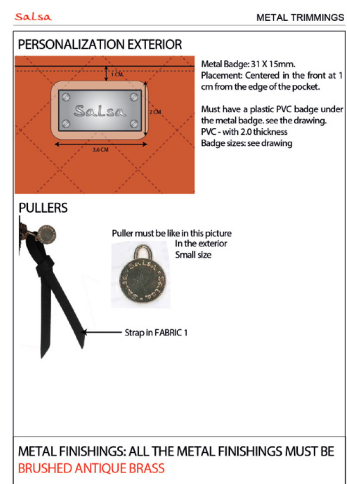 Salsa
METAL TRIMMINGS
PERSONALIZATION EXTERIOR
1 CM
Salsa
2 CM
3.6 CM
Metal Badge: 31 X 15mm.
Placement: Centered in the front at 1
cm from the edge of the pocket.
Must have a plastic PVC badge under
the metal badge. see the drawing.
PVC - with 2.0 thickness
Badge sizes: see drawing
PULLERS
Puller must be like in this picture
In the exterior
Small size
SALSA
Strap in FABRIC 1
METAL FINISHINGS: ALL THE METAL FINISHINGS MUST BE
BRUSHED ANTIQUE BRASS